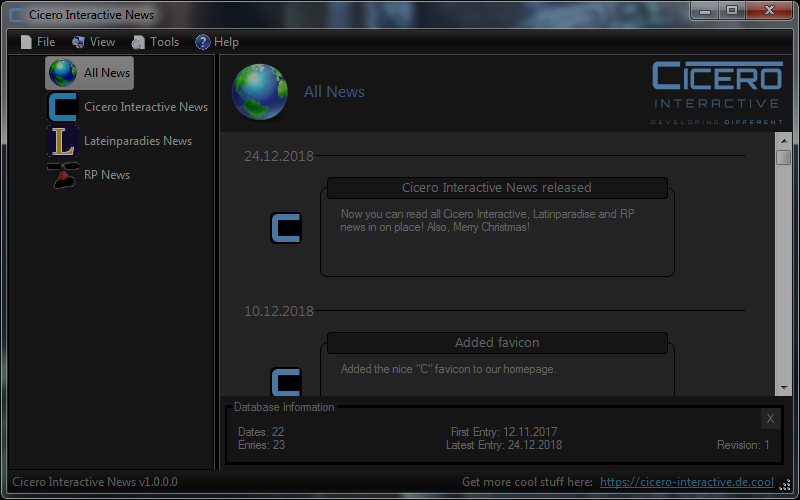 Cicero Interactive News
File View Tools Help
All News
Cicero Interactive News
Lateinparadies News
RP News
All News
CICERO
INTERACTIVE
DEVELOPING DIFFERENT
24.12.2018
Cicero Interactive News released
Now you can read all Cicero Interactive, Latinparadise and RP
news in on place! Also, Merry Christmas!
10.12.2018
Added favicon
Added the nice "C" favicon to our homepage.
Database Information
X
Dates: 22
First Entry: 12.11.2017
Enries: 23
Latest Entry: 24.12.2018
Revision: 1
Cicero Interactive News v1.0.0.0
Get more cool stuff here: https://cicero-interactive.de.cool